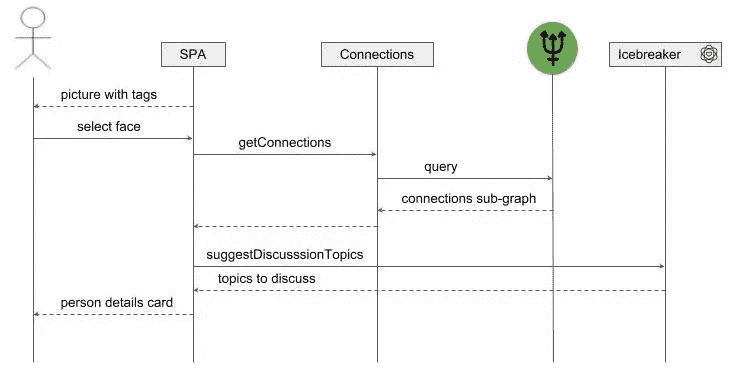 SPA
Connections
Icebreaker
picture with tags
select face
getConnections
query
connections sub-graph
suggestDiscusssionTopics
topics to discuss
person details card